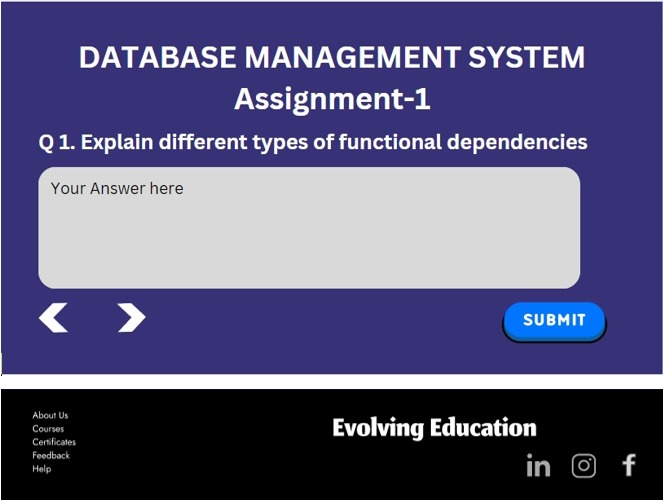 DATABASE MANAGEMENT SYSTEM
Assignment-1
Q 1. Explain different types of functional dependencies
Your Answer here
SUBMIT
About Us
Courses
Certificates
Feedback
Help
Evolving Education
in
f